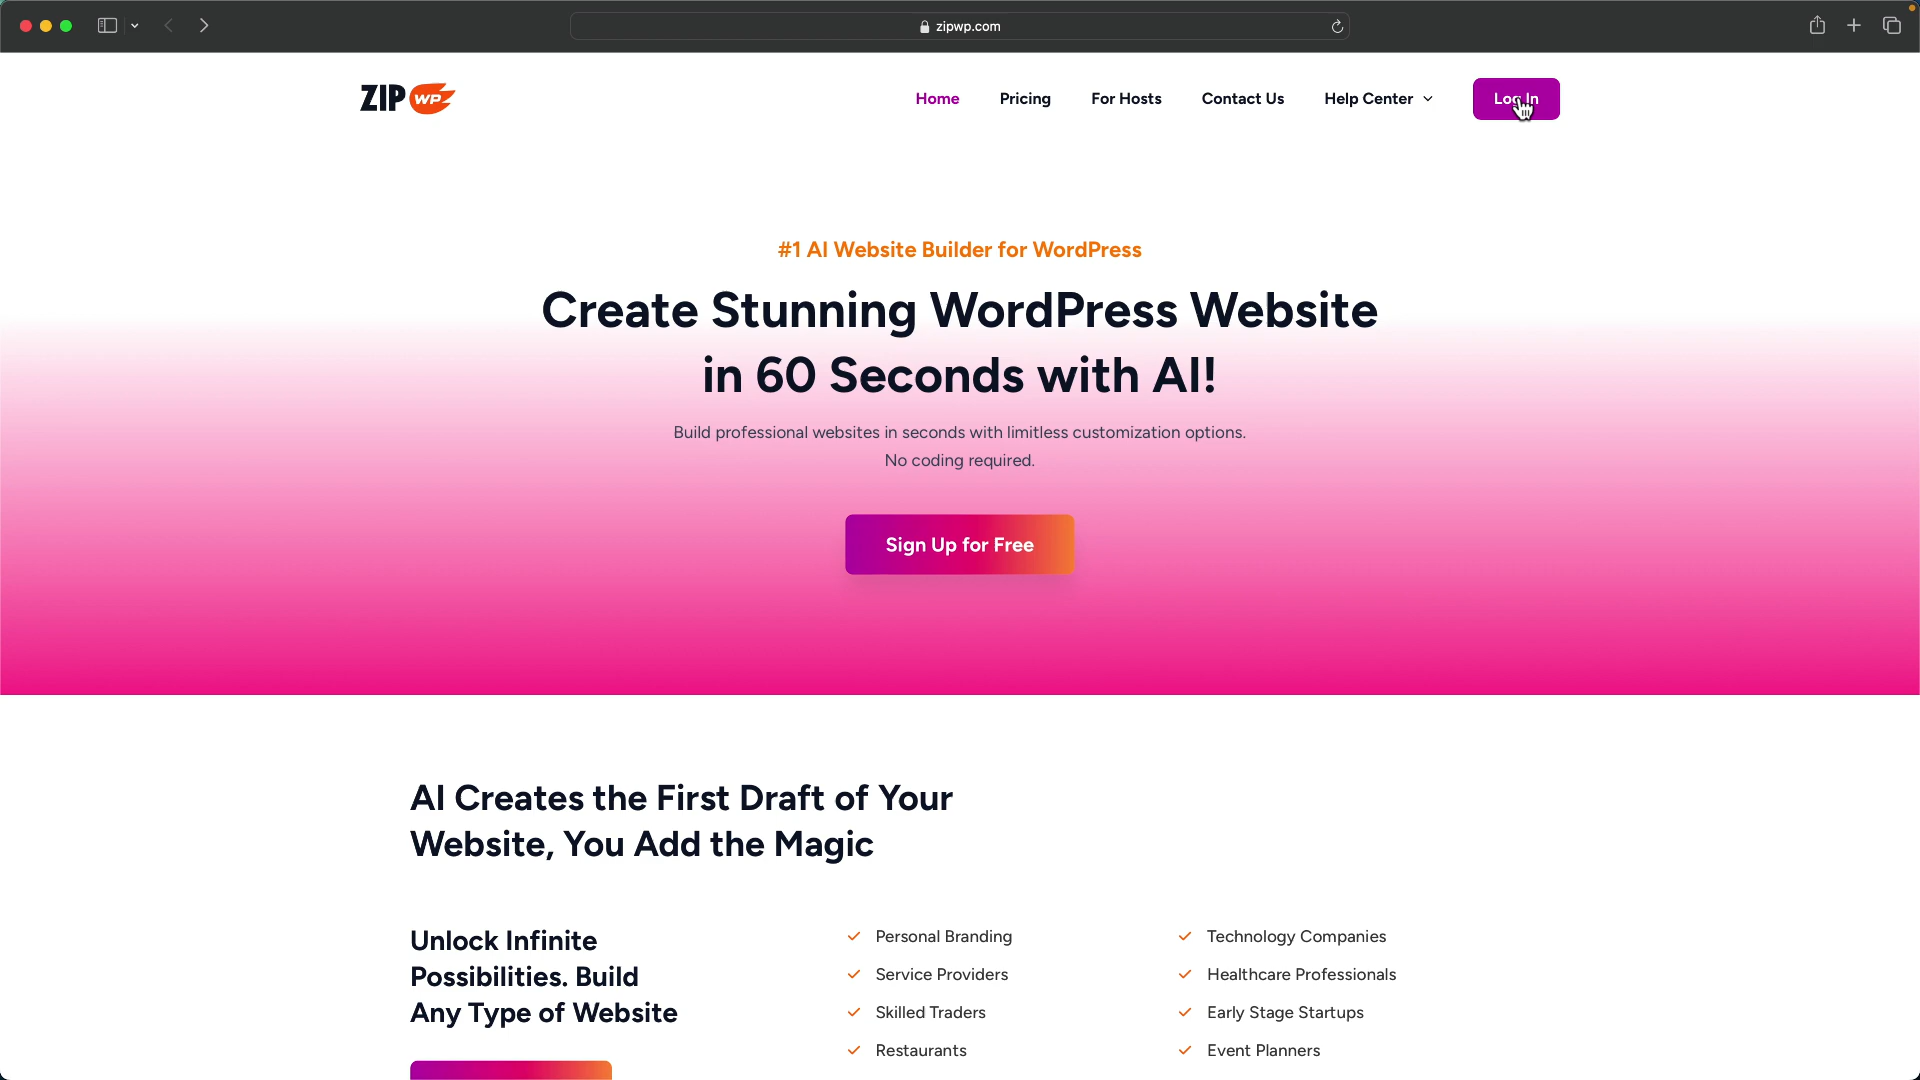 zipwp.com
ZIP WP
Home
Pricing
For Hosts
Contact Us
Help Center
Log In
#1 AI Website Builder for WordPress
Create Stunning WordPress Website
in 60 Seconds with AI!
Build professional websites in seconds with limitless customization options.
No coding required.
Sign Up for Free
AI Creates the First Draft of Your
Website, You Add the Magic
Unlock Infinite
Possibilities. Build
Any Type of Website
Personal Branding
Service Providers
Skilled Traders
Restaurants
Technology Companies
Healthcare Professionals
Early Stage Startups
Event Planners